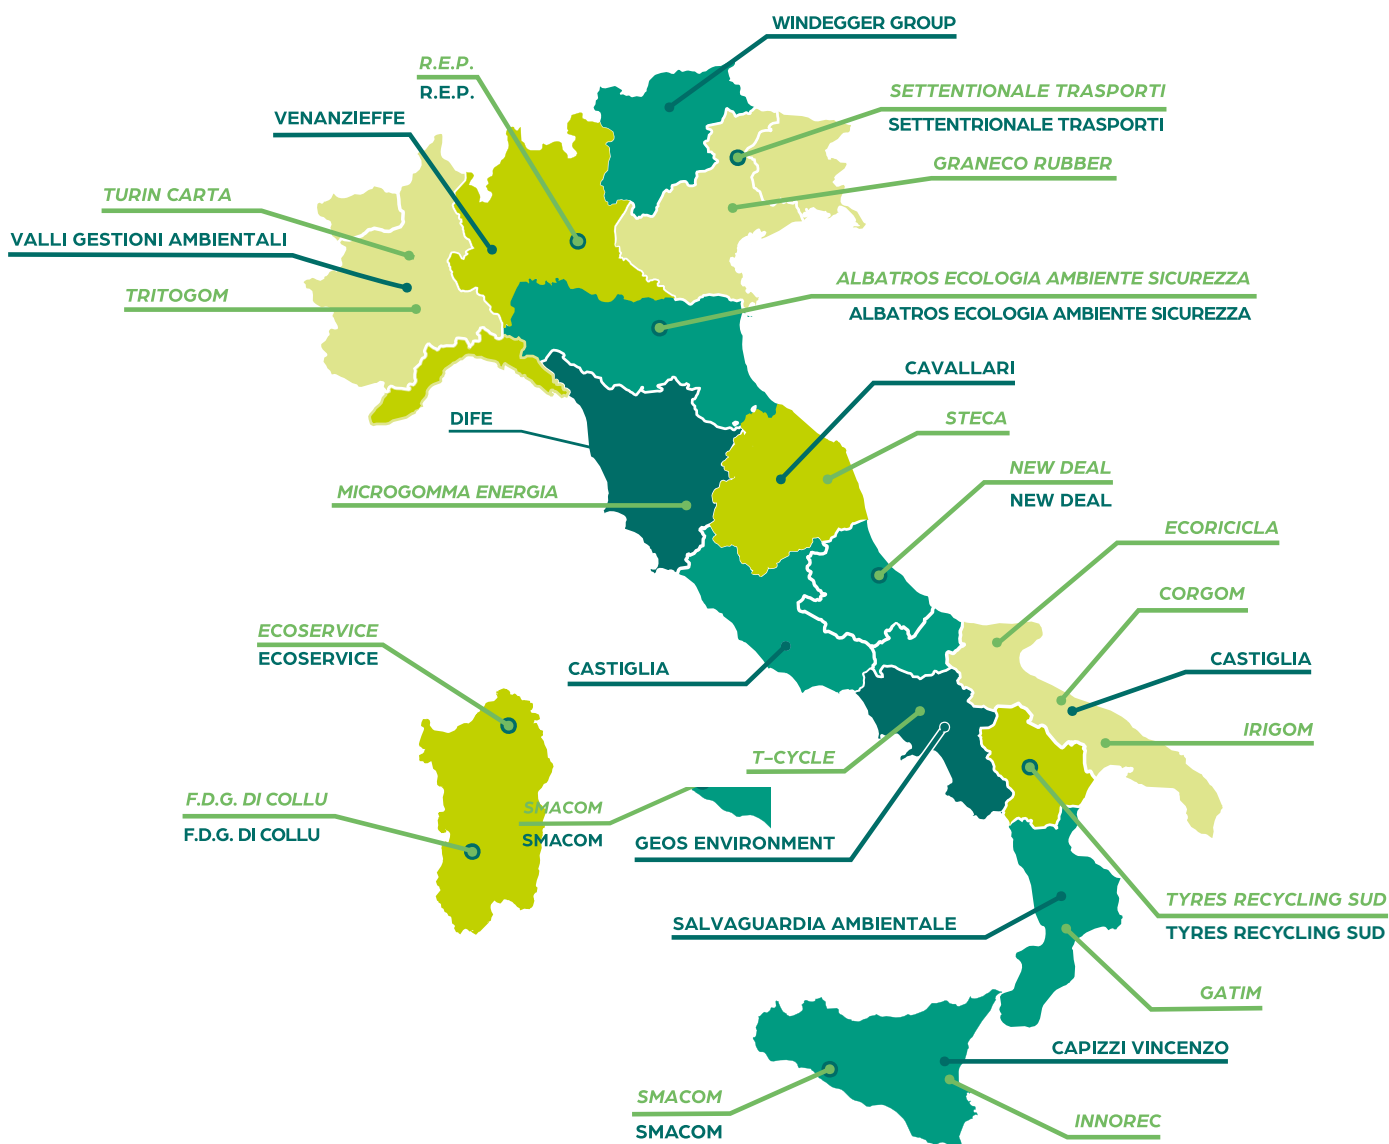 WINDEGGER GROUP
R.E.P.
R.E.P.
SETTENTIONALE TRASPORTI
SETTENTRIONALE TRASPORTI
VENANZIEFFE
GRANECO RUBBER
TURIN CARTA
VALLI GESTIONI AMBIENTALI
TRITOGOM
ALBATROS ECOLOGIA AMBIENTE SICUREZZA
ALBATROS ECOLOGIA AMBIENTE SICUREZZA
CAVALLARI
DIFE
STECA
MICROGOMMA ENERGIA
NEW DEAL
NEW DEAL
ECORICICLA
CORGOM
ECOSERVICE
ECOSERVICE
CASTIGLIA
CASTIGLIA
IRIGOM
T-CYCLE
F.D.G. DI COLLU
F.D.G. DI COLLU
SMACOM
SMACOM
GEOS ENVIRONMENT
TYRES RECYCLING SUD
TYRES RECYCLING SUD
SALVAGUARDIA AMBIENTALE
GATIM
CAPIZZI VINCENZO
SMACOM
SMACOM
INNOREC